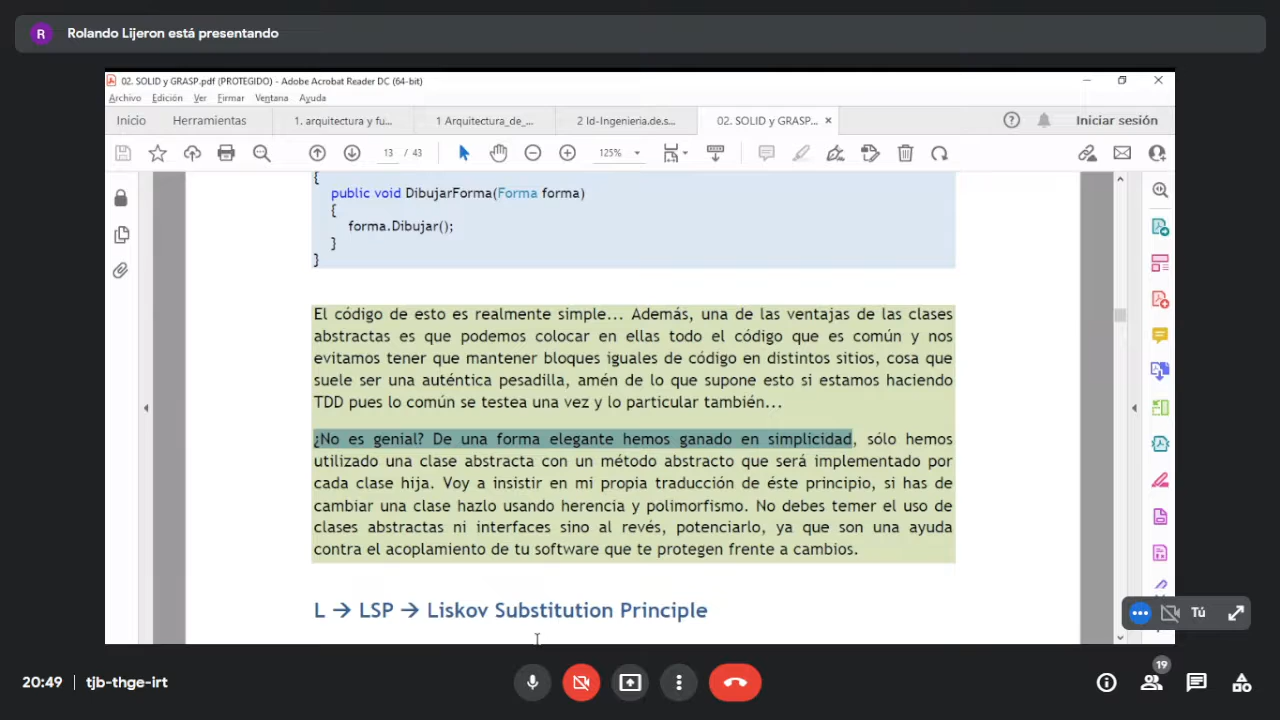 R Rolando Lijeron está presentando
02. SOLID y GRASP.pdf (PROTEGIDO) - Adobe Acrobat Reader DC (64-bit)
Archivo Edición Ver Firmar Ventana Ayuda
Inicio Herramientas 1. arquitectura y fu... 1 Arquitectura_de_... 2 Id-Ingenieria.de.s... 02. SOLID y GRASP... × Iniciar sesión
13 / 43 125%
{
public void DibujarForma(Forma forma)
{
forma.Dibujar();
}
}
El código de esto es realmente simple... Además, una de las ventajas de las clases
abstractas es que podemos colocar en ellas todo el código que es común y nos
evitamos tener que mantener bloques iguales de código en distintos sitios, cosa que
suele ser una auténtica pesadilla, amén de lo que supone esto si estamos haciendo
TDD pues lo común se testea una vez y lo particular también...
¿No es genial? De una forma elegante hemos ganado en simplicidad, sólo hemos
utilizado una clase abstracta con un método abstracto que será implementado por
cada clase hija. Voy a insistir en mi propia traducción de éste principio, si has de
cambiar una clase hazlo usando herencia y polimorfismo. No debes temer el uso de
clases abstractas ni interfaces sino al revés, potenciarlo, ya que son una ayuda
contra el acoplamiento de tu software que te protegen frente a cambios.
L → LSP → Liskov Substitution Principle
Tú
20:49 | tjb-thge-irt
19